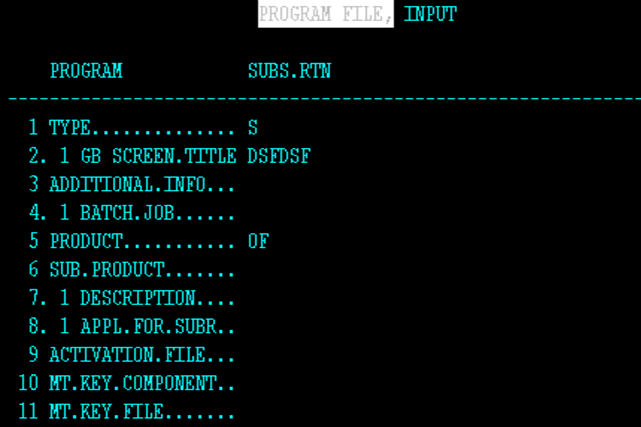 PROGRAM FILE, INPUT
PROGRAM SUBS.RTN
1 TYPE.............. S
2. 1 GB SCREEN.TITLE DSFDSF
3 ADDITIONAL.INFO...
4. 1 BATCH.JOB......
5 PRODUCT........... OF
6 SUB.PRODUCT.......
7. 1 DESCRIPTION....
8. 1 APPL.FOR.SUBR..
9 ACTIVATION.FILE...
10 MT.KEY.COMPONENT..
11 MT.KEY.FILE.......